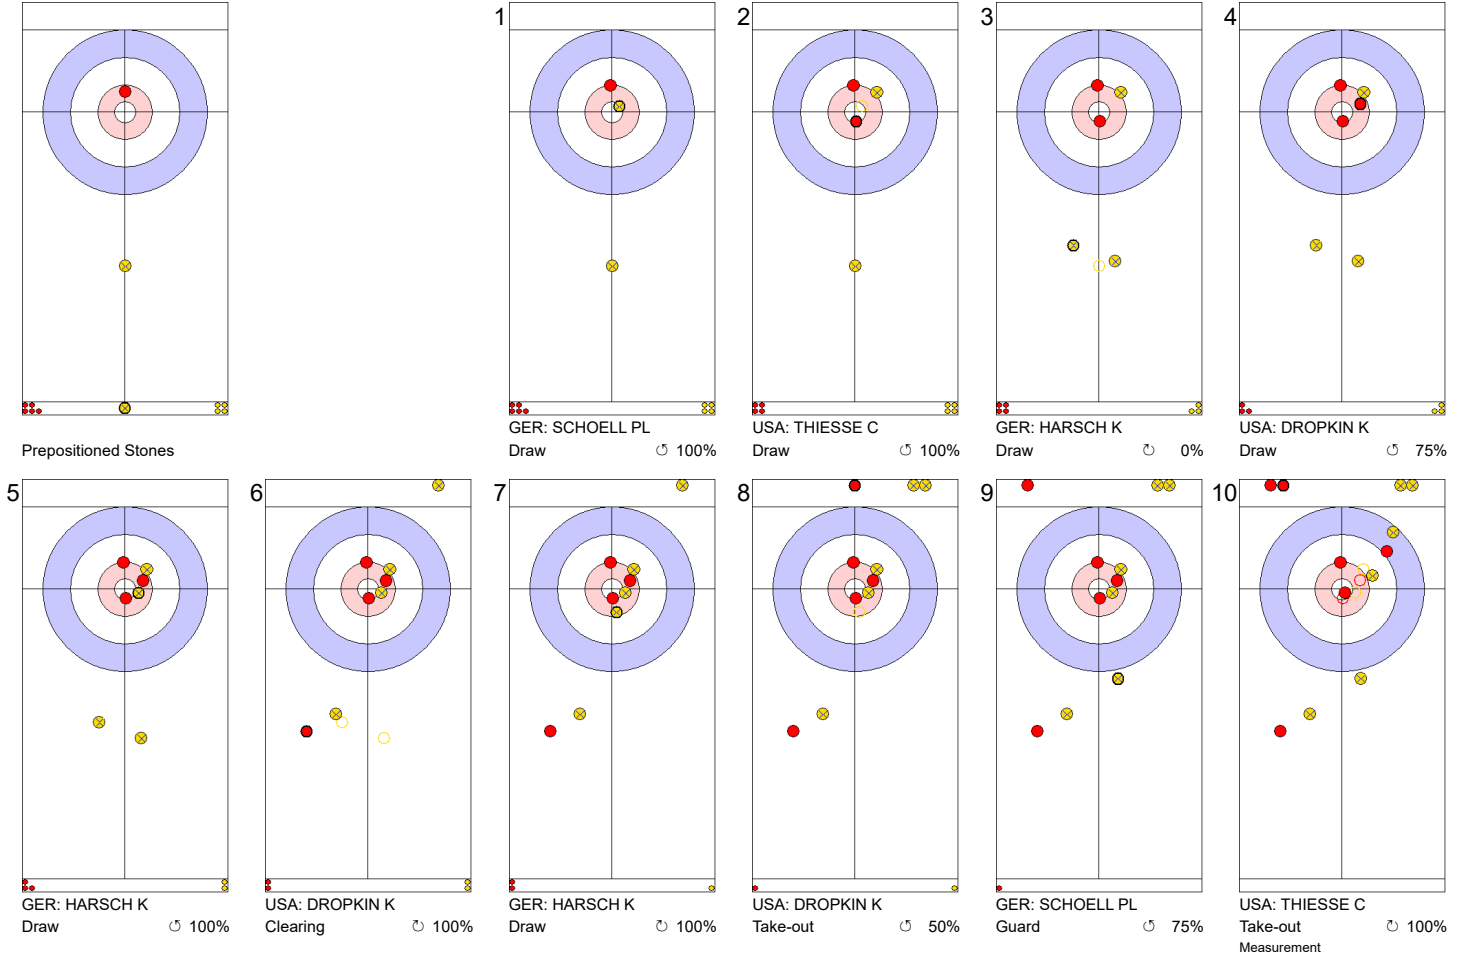 1
2
3
4
Prepositioned Stones
GER: SCHOELL PL
Draw ↺ 100%
USA: THIESSE C
Draw ↺ 100%
GER: HARSCH K
Draw ↻ 0%
USA: DROPKIN K
Draw ↺ 75%
5
6
7
8
9
10
GER: HARSCH K
Draw ↺ 100%
USA: DROPKIN K
Clearing ↻ 100%
GER: HARSCH K
Draw ↻ 100%
USA: DROPKIN K
Take-out ↺ 50%
GER: SCHOELL PL
Guard ↺ 75%
USA: THIESSE C
Take-out ↻ 100%
Measurement